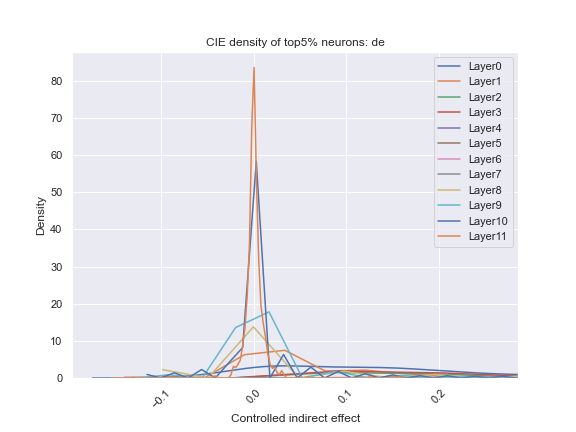 CIE density of top5% neurons: de
Layer0
Layer1
Layer2
Layer3
Layer4
Layer5
Layer6
Layer7
Layer8
Layer9
Layer10
Layer11
Density
80
70
60
50
40
30
20
10
0
-0.1
0.0
0.1
0.2
Controlled indirect effect